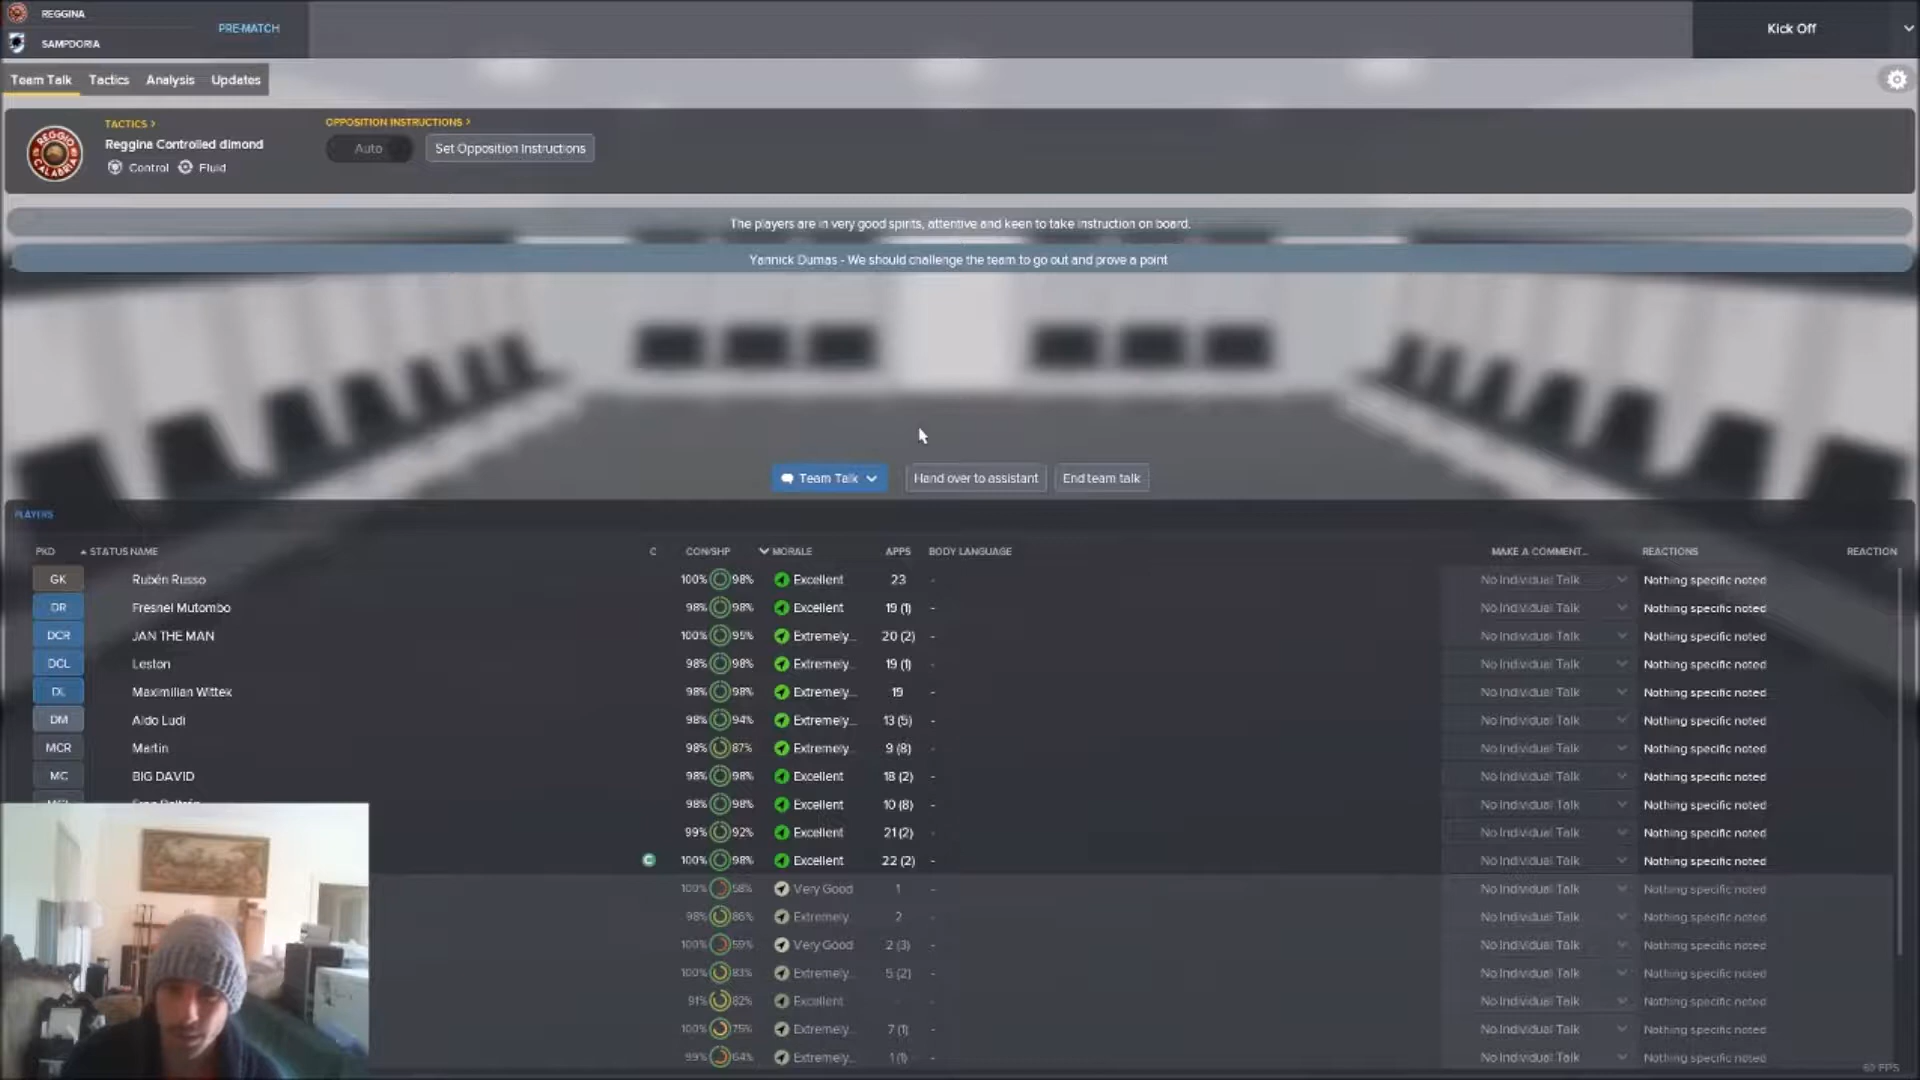 REGGINA
SAMPDORIA
PRE-MATCH
Kick Off
Team Talk Tactics Analysis Updates
REGGIO CALABRIA
TACTICS >
Reggina Controlled dimond
Control Fluid
OPPOSITION INSTRUCTIONS >
Auto Set Opposition Instructions
The players are in very good spirits, attentive and keen to take instruction on board.
Yannick Dumas - We should challenge the team to go out and prove a point
Team Talk Hand over to assistant End team talk
PLAYERS
PKD STATUS NAME C CON/SHP MORALE APPS BODY LANGUAGE MAKE A COMMENT... REACTIONS REACTION
GK Rubén Russo 100% 98% Excellent 23 - No Individual Talk Nothing specific noted
DR Fresnel Mutombo 98% 98% Excellent 19 (1) - No Individual Talk Nothing specific noted
DCR JAN THE MAN 100% 95% Extremely... 20 (2) - No Individual Talk Nothing specific noted
DCL Leston 98% 98% Extremely... 19 (1) - No Individual Talk Nothing specific noted
DL Maximilian Wittek 98% 98% Extremely... 19 - No Individual Talk Nothing specific noted
DM Aldo Ludi 98% 94% Extremely... 13 (5) - No Individual Talk Nothing specific noted
MCR Martin 98% 87% Extremely... 9 (8) - No Individual Talk Nothing specific noted
MC BIG DAVID 98% 98% Excellent 18 (2) - No Individual Talk Nothing specific noted
98% 98% Excellent 10 (8) - No Individual Talk Nothing specific noted
99% 92% Excellent 21 (2) - No Individual Talk Nothing specific noted
C 100% 98% Excellent 22 (2) - No Individual Talk Nothing specific noted
100% 58% Very Good 1 - No Individual Talk Nothing specific noted
98% 86% Extremely... 2 - No Individual Talk Nothing specific noted
100% 59% Very Good 2 (3) - No Individual Talk Nothing specific noted
100% 83% Extremely... 5 (2) - No Individual Talk Nothing specific noted
91% 82% Excellent - - No Individual Talk Nothing specific noted
100% 75% Extremely... 7 (1) - No Individual Talk Nothing specific noted
99% 64% Extremely... 1 (1) - No Individual Talk Nothing specific noted
60 FPS